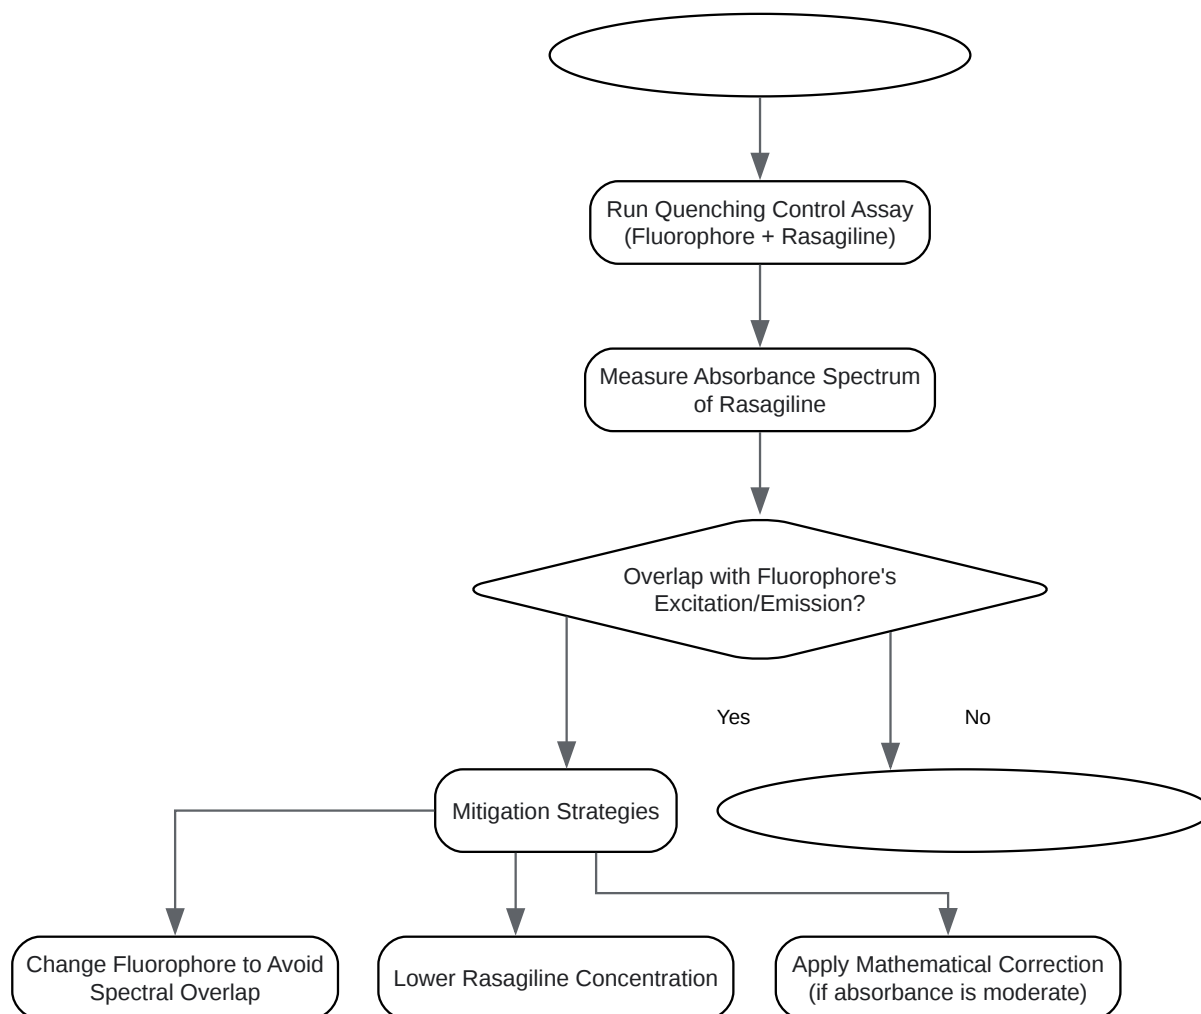 Run Quenching Control Assay
(Fluorophore + Rasagiline)
Measure Absorbance Spectrum
of Rasagiline
Overlap with Fluorophore's
Excitation/Emission?
Yes
No
Mitigation Strategies
Change Fluorophore to Avoid
Spectral Overlap
Lower Rasagiline Concentration
Apply Mathematical Correction
(if absorbance is moderate)